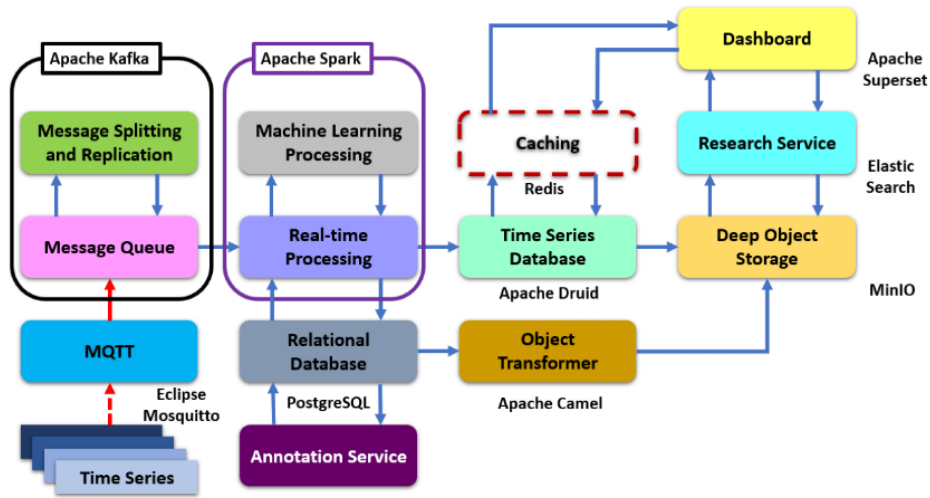 Dashboard
Apache Kafka
Apache Spark
Apache
Superset
Message Splitting
and Replication
Machine Learning
Processing
Caching
Research Service
Redis
Elastic
Search
Message Queue
Real-time
Processing
Time Series
Database
Deep Object
Storage
Apache Druid
MinIO
MQTT
Relational
Database
Object
Transformer
Eclipse
Mosquitto
PostgreSQL
Apache Camel
Annotation Service
Time Series